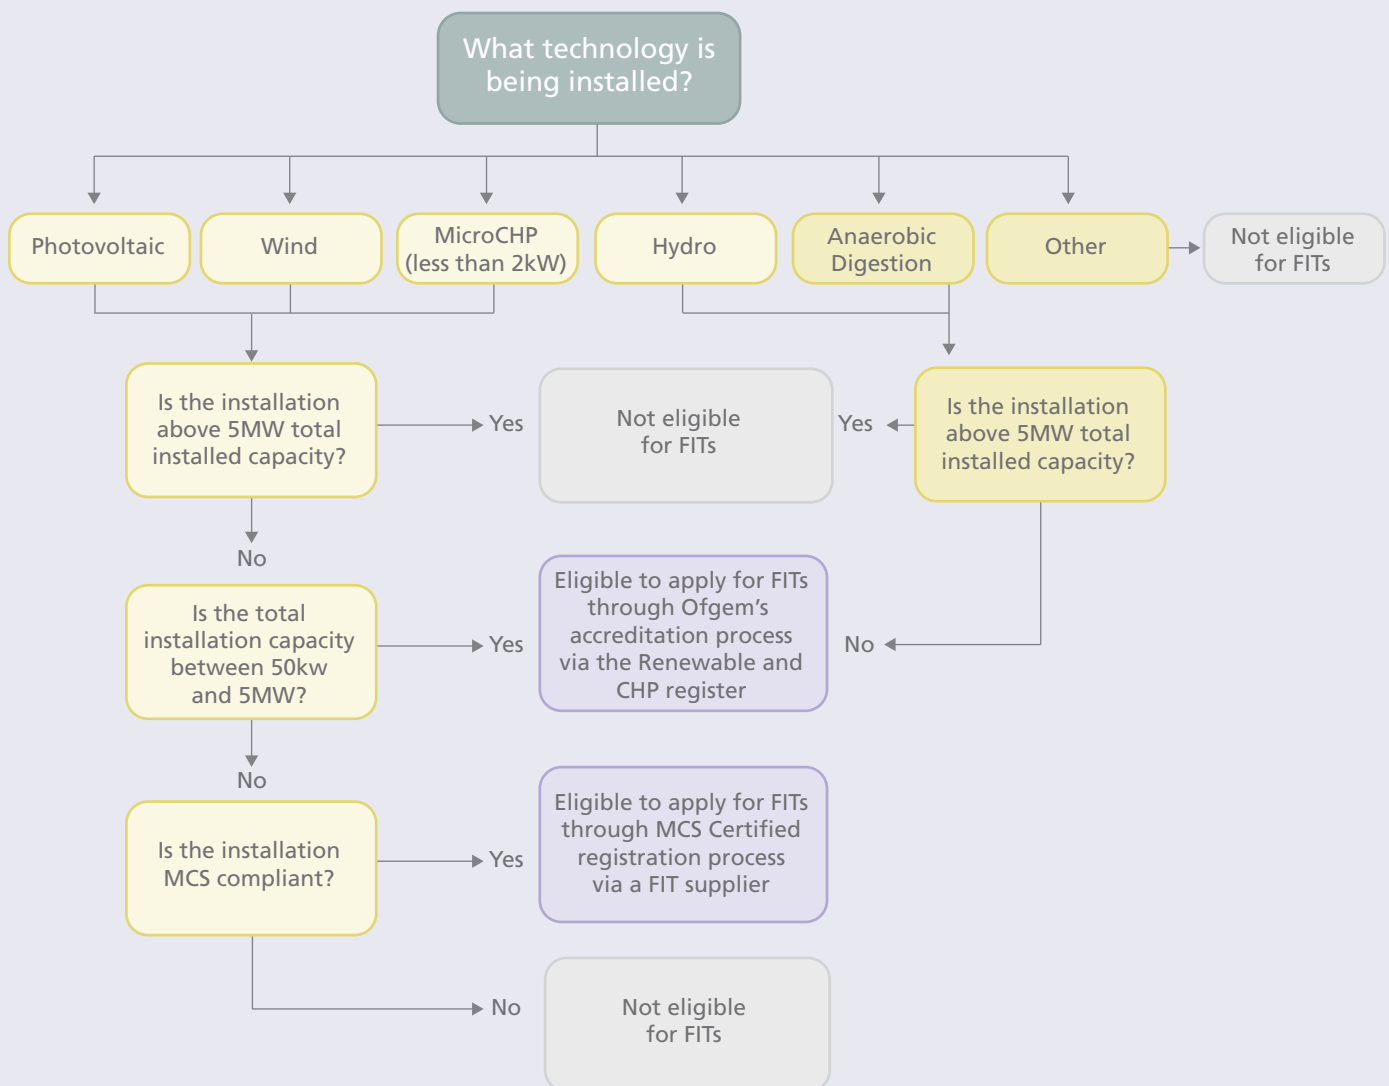 What technology is
being installed?
Photovoltaic
Wind
MicroCHP
(less than 2kW)
Hydro
Anaerobic
Digestion
Other
Not eligible
for FITs
Is the installation
above 5MW total
installed capacity?
Yes
Not eligible
for FITs
Yes
Is the installation
above 5MW total
installed capacity?
No
Is the total
installation capacity
between 50kw
and 5MW?
Yes
Eligible to apply for FITs
through Ofgem’s
accreditation process
via the Renewable and
CHP register
No
No
Is the installation
MCS compliant?
Yes
Eligible to apply for FITs
through MCS Certified
registration process
via a FIT supplier
No
Not eligible
for FITs